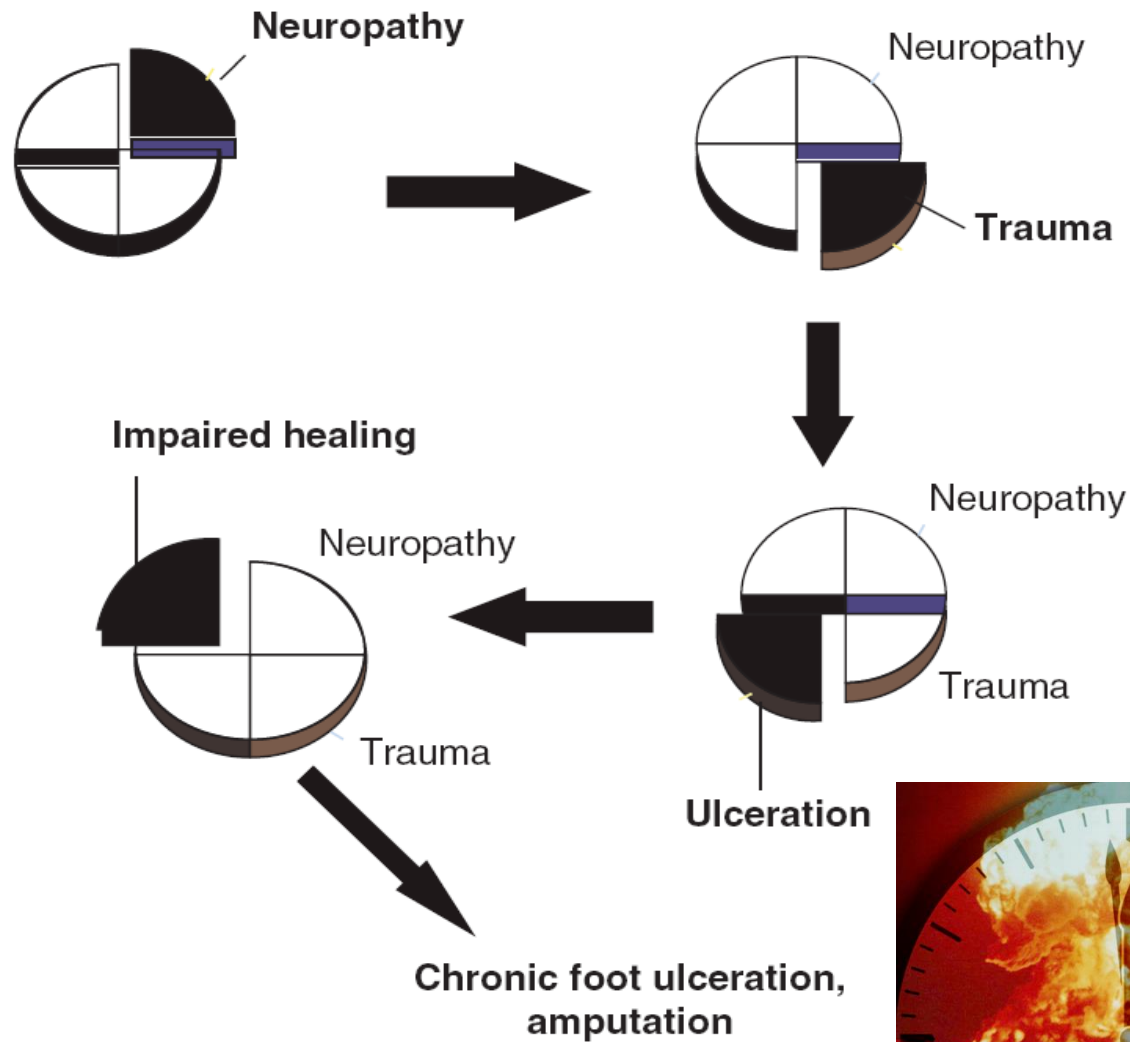 Neuropathy
Neuropathy
Trauma
Neuropathy
Trauma
Ulceration
Impaired healing
Neuropathy
Trauma
Chronic foot ulceration,
amputation